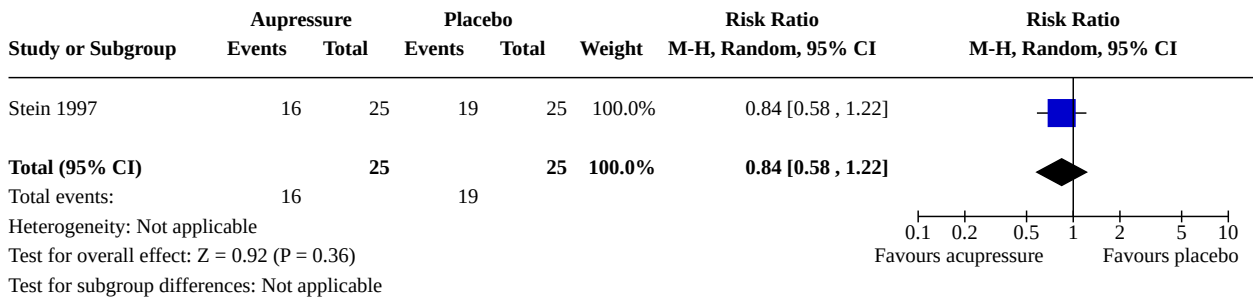 Aupressure Placebo Risk Ratio Risk Ratio
Study or Subgroup Events Total Events Total Weight M-H, Random, 95% CI M-H, Random, 95% CI
Stein 1997 16 25 19 25 100.0% 0.84 [0.58 , 1.22]
Total (95% CI) 25 25 100.0% 0.84 [0.58 , 1.22]
Total events: 16 19
Heterogeneity: Not applicable
0.1 0.2 0.5 1 2 5 10
Test for overall effect: Z = 0.92 (P = 0.36) Favours acupressure Favours placebo
Test for subgroup differences: Not applicable